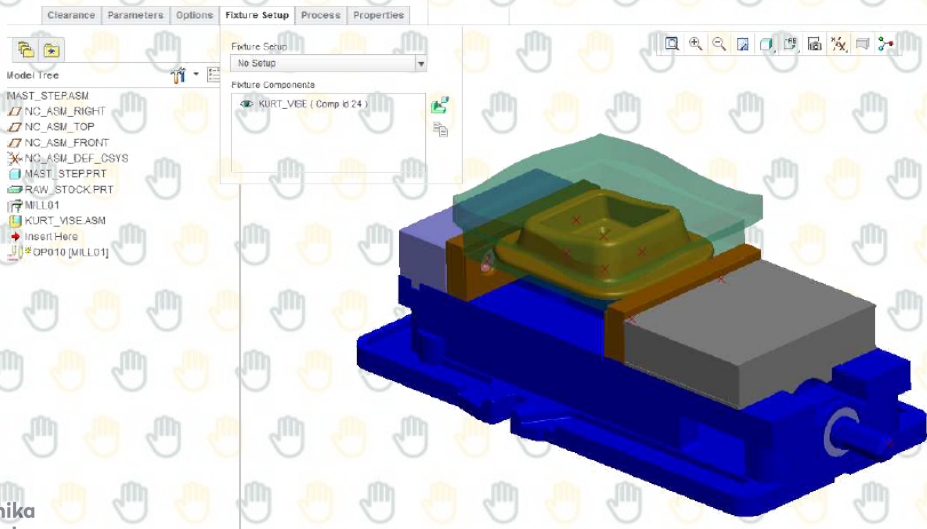 Clearance Parameters Options Fixture Setup Process Properties
Fixture Setup
No Setup
Fixture Components
KURT_VISE ( Comp Id 24 )
Model Tree
MAST_STEP.ASM
NC_ASM_RIGHT
NC_ASM_TOP
NC_ASM_FRONT
NC_ASM_DEF_CSYS
MAST_STEP.PRT
RAW_STOCK.PRT
MILL01
KURT_VISE.ASM
Insert Here
OP010 [MILL01]